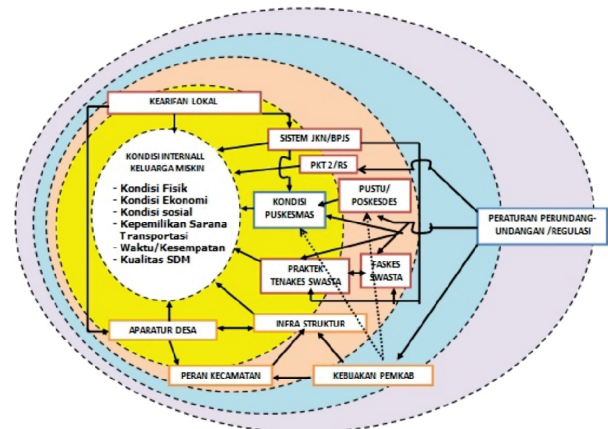 KEARIFAN LOKAL
SISTEM JKN/BPJS
KONDISI INTERNALL
KELUARGA MISKIN
- Kondisi Fisik
- Kondisi Ekonomi
- Kondisi sosial
- Kepemilikan Sarana
Transportasi
- Waktu/Kesempatan
- Kualitas SDM
PKT 2/RS
KONDISI
PUSKESMAS
PUSTU/
POSKESDES
PERATURAN PERUNDANG-
UNDANGAN /REGULASI
PRAKTEK
TENAKES SWASTA
FASKES
SWASTA
APARATUR DESA
INFRA STRUKTUR
PERAN KECAMATAN
KEBIJAKAN PEMKAB